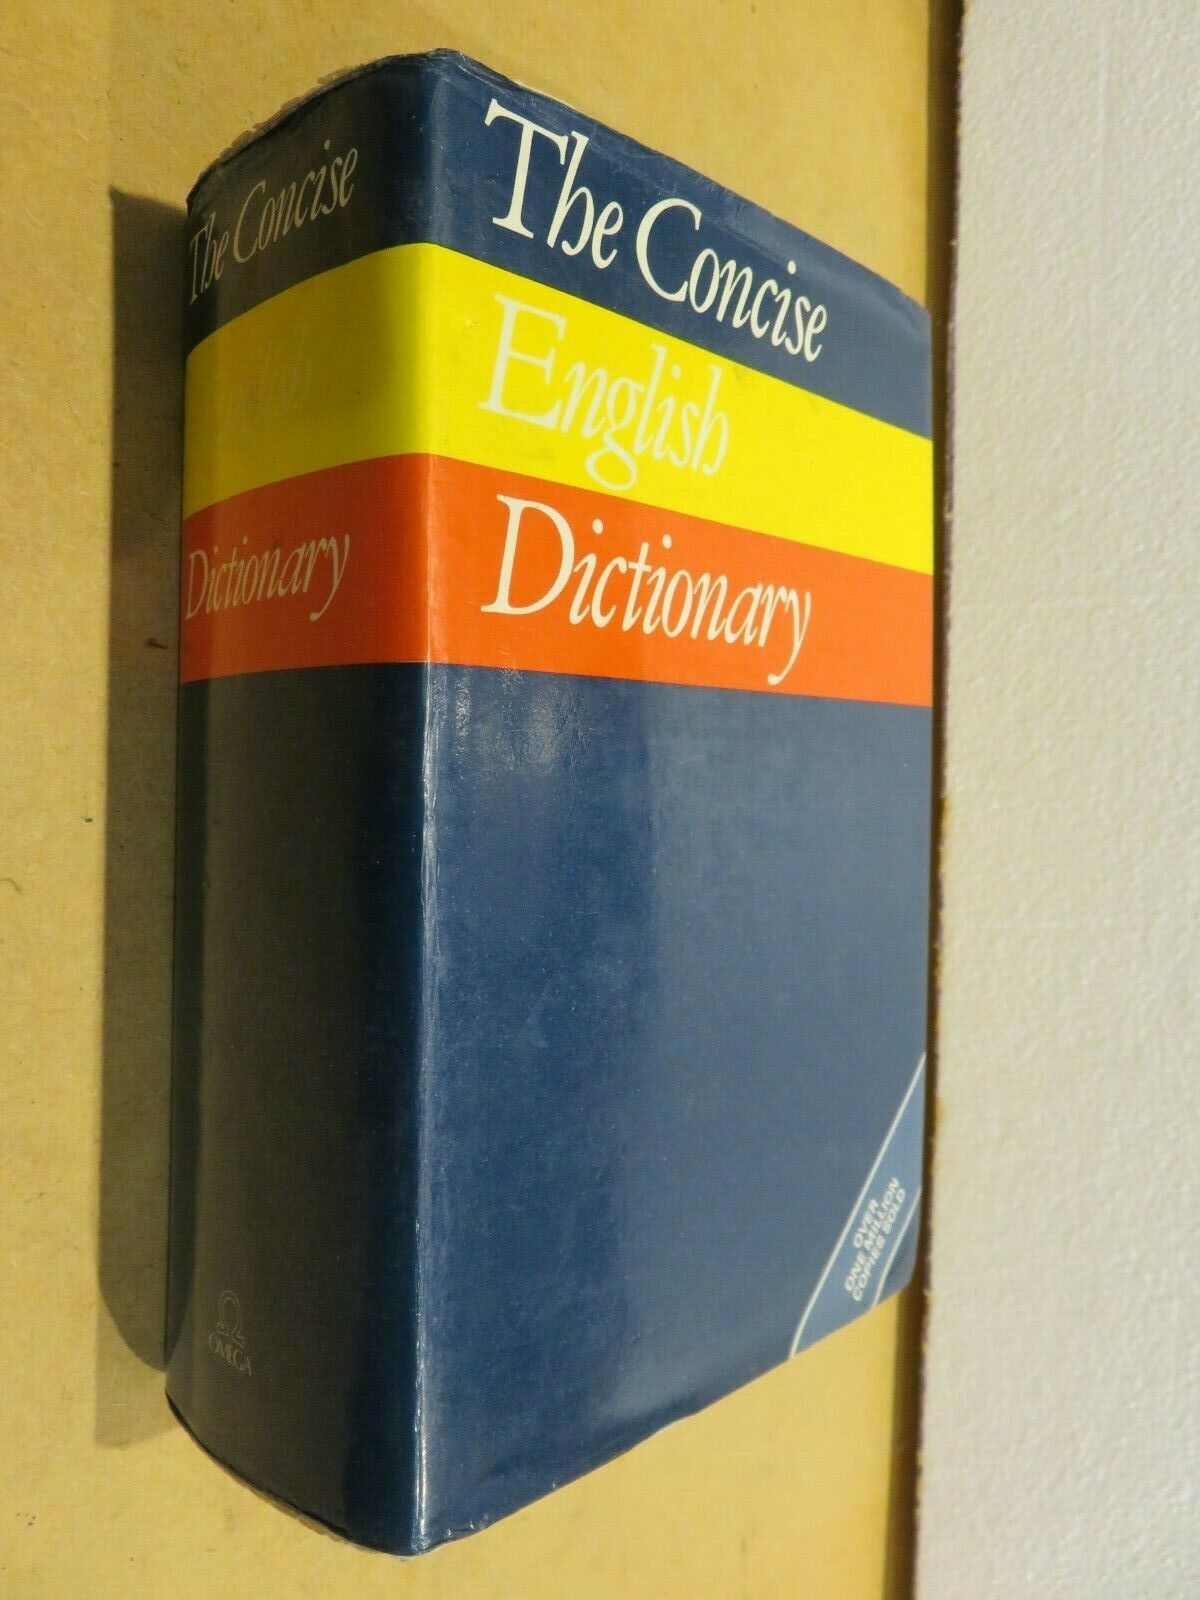 The Concise
English
Dictionary
The Concise
English
Dictionary
OVER
ONE MILLION
COPIES SOLD
OMEGA